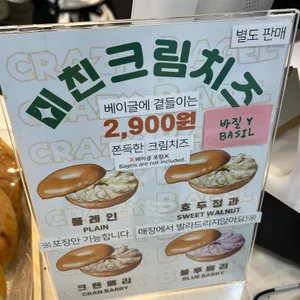 CRAZY BAGEL
별도 판매
미친크림치즈
베이글에 곁들이는
2,900원
쫀득한 크림치즈
바질 Y
BASIL
X베이글 포함X
Bagels are not included.
플레인
PLAIN
호두정과
SWEET WALNUT
※포장만 가능합니다. 매장에서 발라드리지않아요!※
크랜베리
CRAN BARRY
블루베리
BLUE BARRY